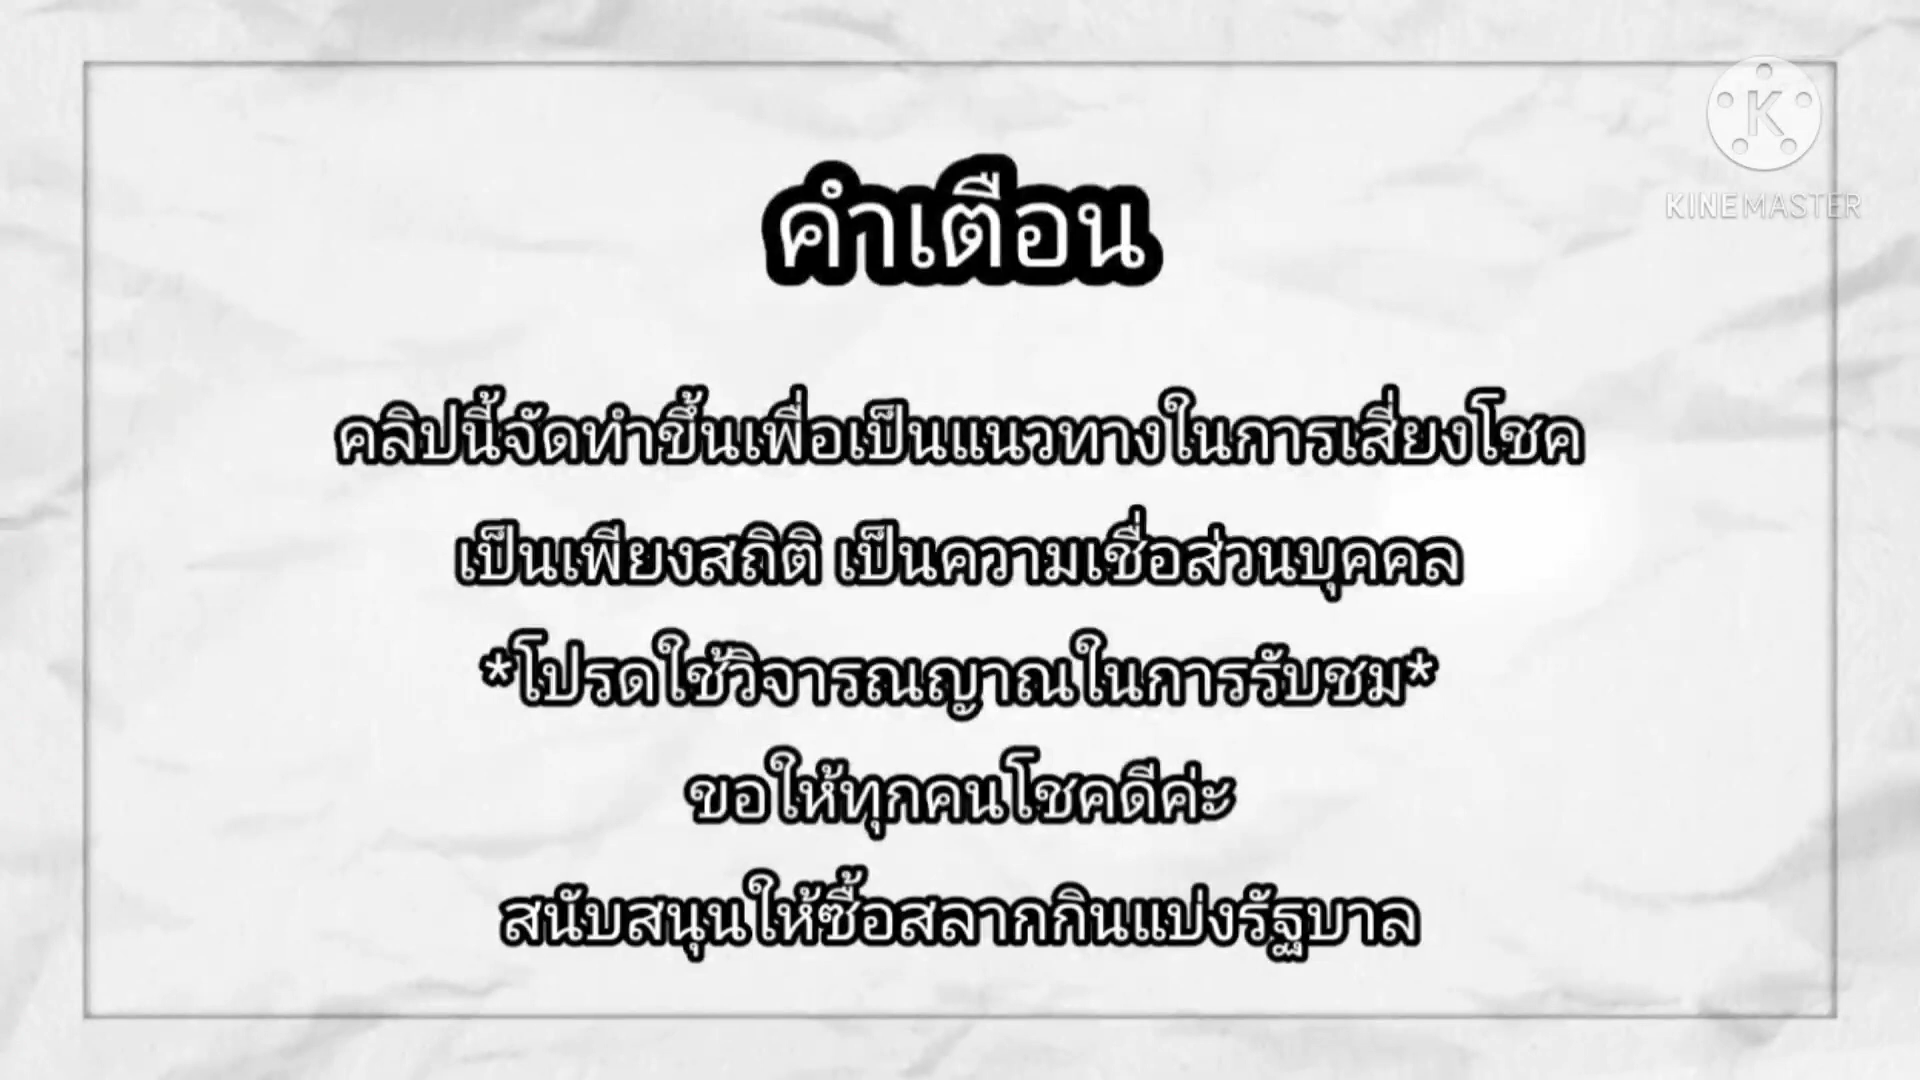 คำเตือน
คลิปนี้จัดทำขึ้นเพื่อเป็นแนวทางในการเสี่ยงโชค
เป็นเพียงสถิติ เป็นความเชื่อส่วนบุคคล
*โปรดใช้วิจารณญาณในการรับชม*
ขอให้ทุกคนโชคดีค่ะ
สนับสนุนให้ซื้อสลากกินแบ่งรัฐบาล
K
KINEMASTER